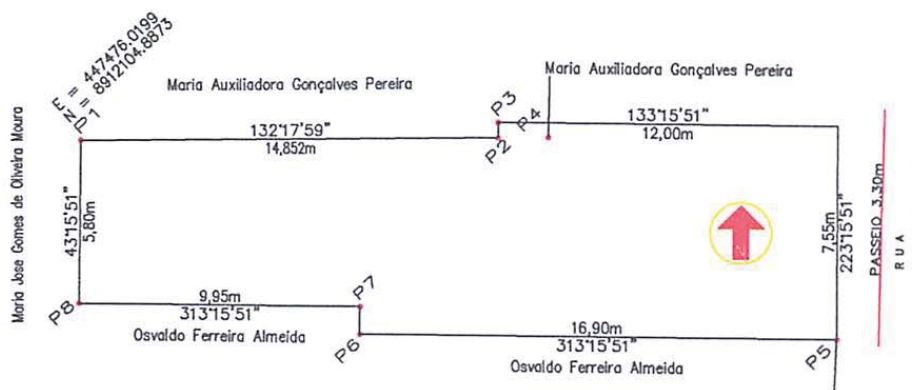 E = 447476.0199
N = 8912104.8873
P1
Maria Auxiliadora Gonçalves Pereira
Maria Auxiliadora Gonçalves Pereira
P3
P4
P2
132°17'59"
14,852m
133°15'51"
12,00m
Maria Jose Gomes de Oliveira Moura
43°15'51"
5,80m
7,55m
223°15'51"
PASSEIO 3.30m
RUA
P8
9,95m
313°15'51"
P7
Osvaldo Ferreira Almeida
P6
16,90m
313°15'51"
Osvaldo Ferreira Almeida
P5